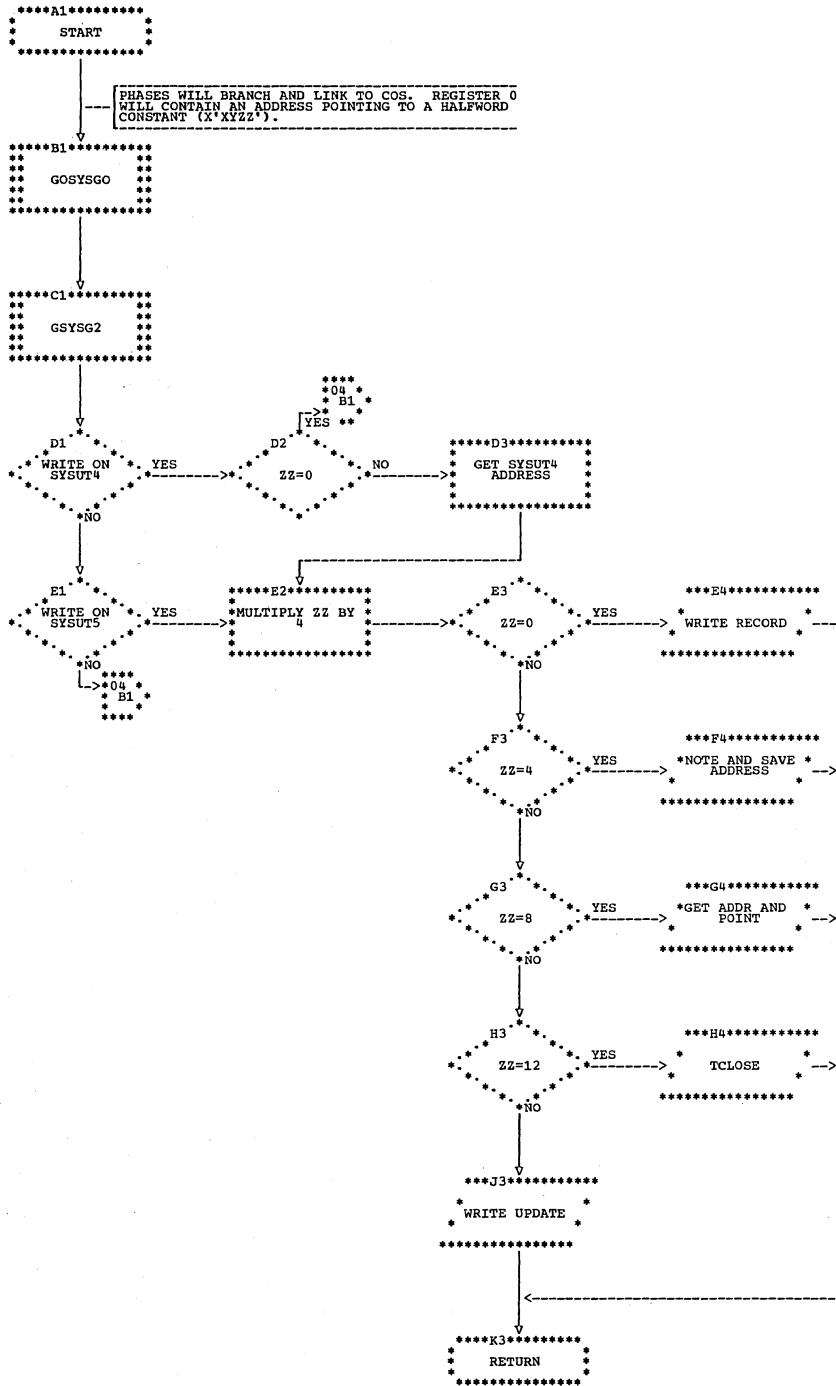 A1
START
PHASES WILL BRANCH AND LINK TO COS. REGISTER 0
WILL CONTAIN AN ADDRESS POINTING TO A HALFWORD
CONSTANT (X'XYZZ').
B1
GOSYSGO
C1
GSYSG2
04
B1
YES
D1
WRITE ON
SYSUT4
YES
NO
D2
ZZ=0
NO
D3
GET SYSUT4
ADDRESS
E1
WRITE ON
SYSUT5
YES
NO
04
B1
E2
MULTIPLY ZZ BY
4
E3
ZZ=0
YES
NO
E4
WRITE RECORD
F3
ZZ=4
YES
NO
F4
NOTE AND SAVE
ADDRESS
G3
ZZ=8
YES
NO
G4
GET ADDR AND
POINT
H3
ZZ=12
YES
NO
H4
TCLOSE
J3
WRITE UPDATE
K3
RETURN